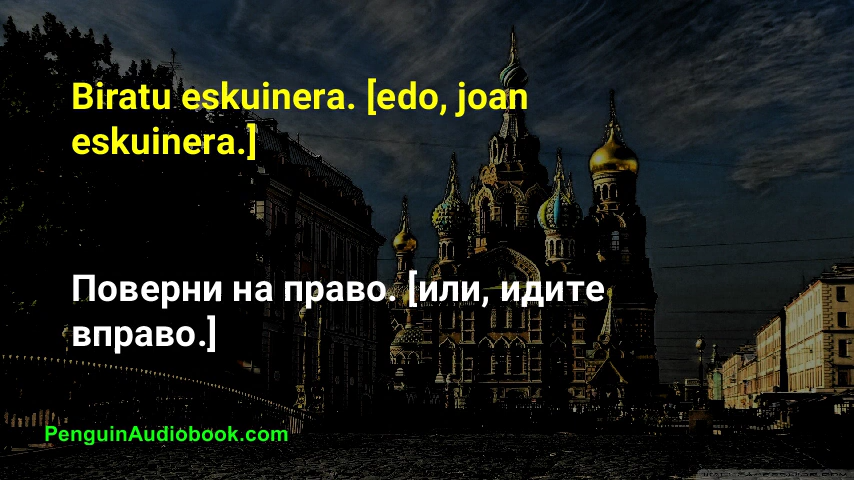 Biratu eskuinera. [edo, joan
eskuinera.]
Поверни на право. [или, идите
вправо.]
PenguinAudiobook.com